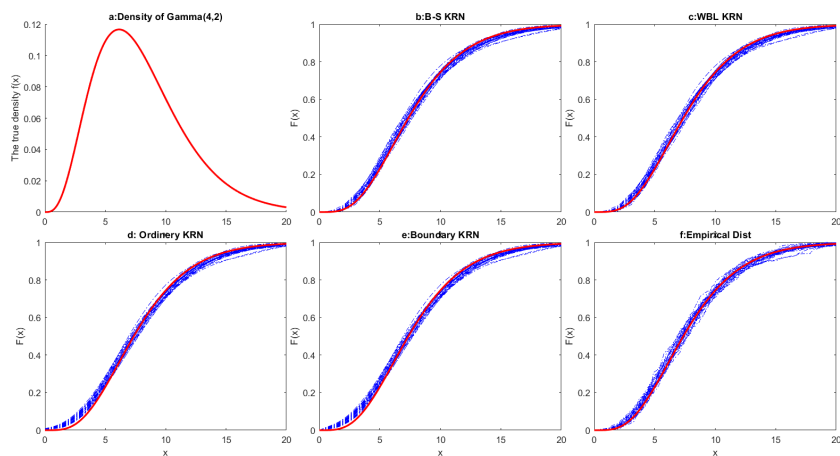 a:Density of Gamma(4,2)
The true density f(x)
0.12
0.1
0.08
0.06
0.04
0.02
0
0 5 10 15 20
b:B-S KRN
F(x)
1
0.8
0.6
0.4
0.2
0
0 5 10 15 20
c:WBL KRN
F(x)
1
0.8
0.6
0.4
0.2
0
0 5 10 15 20
d: Ordinery KRN
F(x)
1
0.8
0.6
0.4
0.2
0
0 5 10 15 20
x
e:Boundary KRN
F(x)
1
0.8
0.6
0.4
0.2
0
0 5 10 15 20
x
f:Empirical Dist
F(x)
1
0.8
0.6
0.4
0.2
0
0 5 10 15 20
x